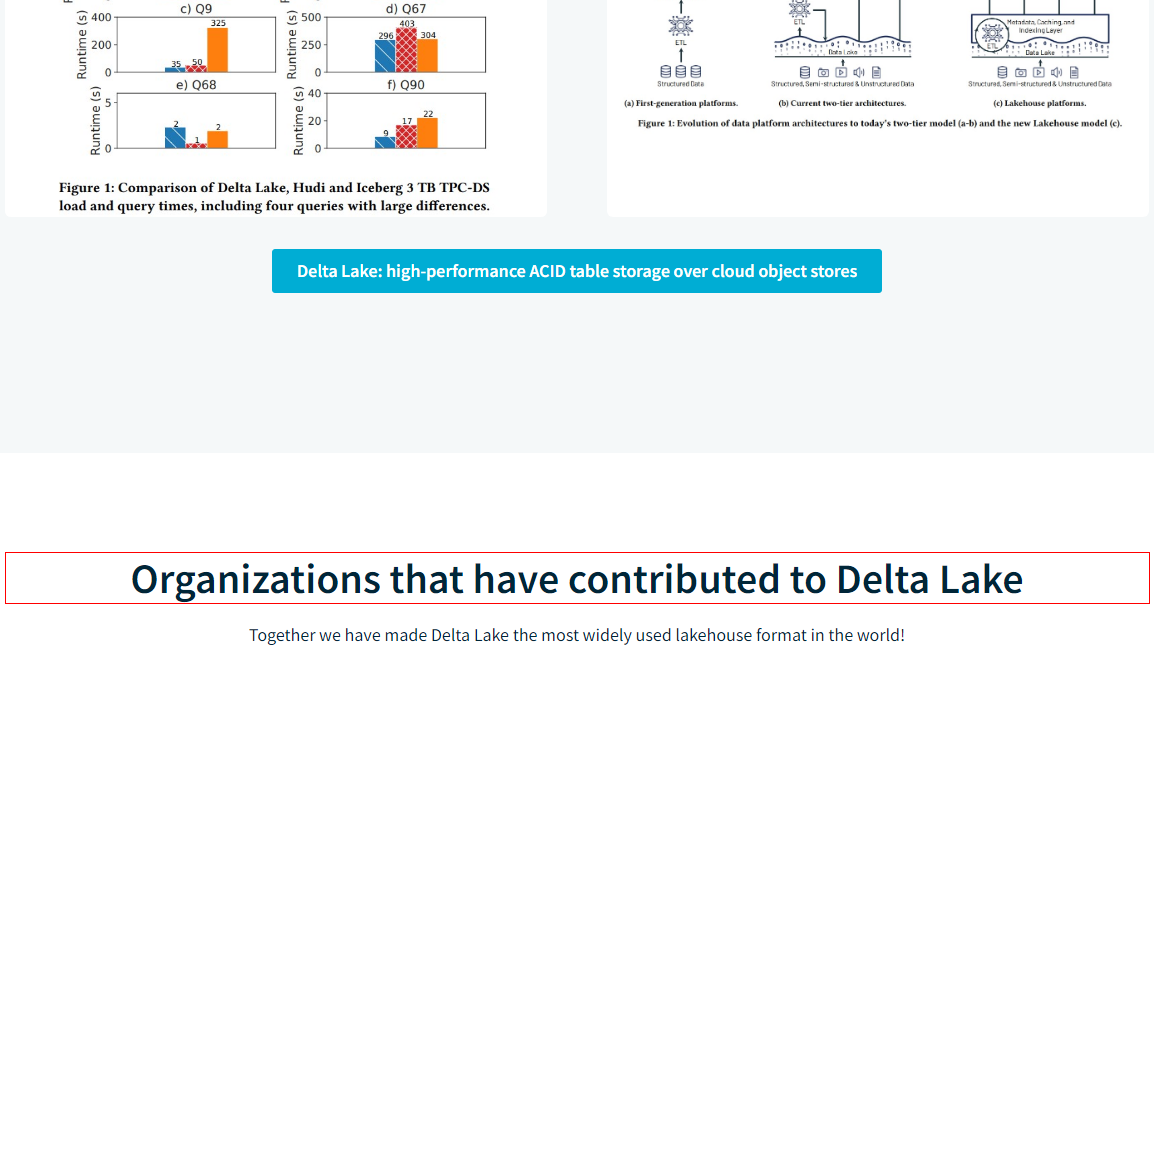 c) Q9
d) Q67
Runtime (s)
400
200
0
35
50
325
Runtime (s)
500
250
0
296
403
304
e) Q68
f) Q90
Runtime (s)
5
0
2
1
2
Runtime (s)
40
20
0
9
17
22
Figure 1: Comparison of Delta Lake, Hudi and Iceberg 3 TB TPC-DS
load and query times, including four queries with large differences.
ETL
ETL
Structured Data
Data Lake
Structured, Semi-structured & Unstructured Data
Metadata, Caching, and
Indexing Layer
ETL
Data Lake
Structured, Semi-structured & Unstructured Data
(a) First-generation platforms.
(b) Current two-tier architectures.
(c) Lakehouse platforms.
Figure 1: Evolution of data platform architectures to today's two-tier model (a-b) and the new Lakehouse model (c).
Delta Lake: high-performance ACID table storage over cloud object stores
Organizations that have contributed to Delta Lake
Together we have made Delta Lake the most widely used lakehouse format in the world!